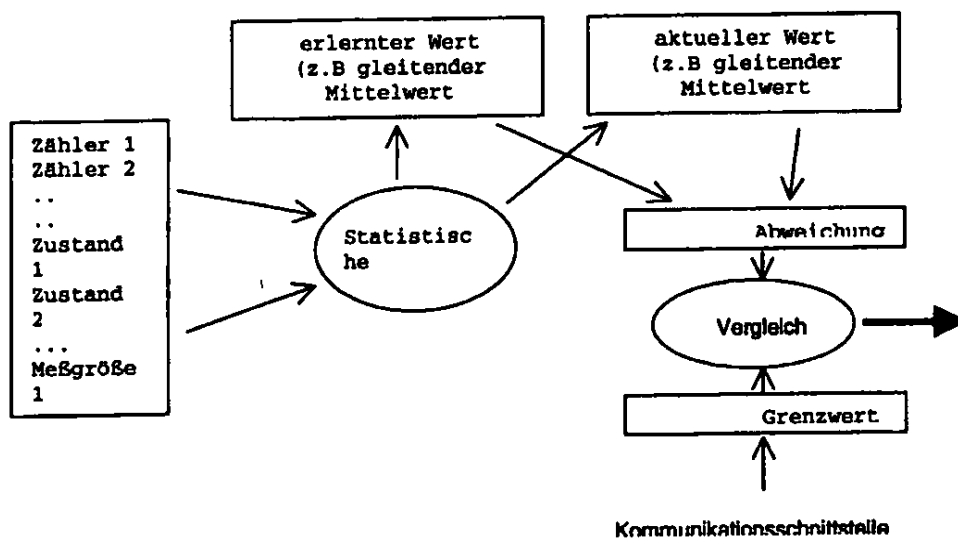 erlernter Wert
(z.B gleitender
Mittelwert
aktueller Wert
(z.B gleitender
Mittelwert
Zähler 1
Zähler 2
..
..
Zustand
1
Zustand
2
...
Meßgröße
1
Statistisc
he
Abweichung
Vergleich
Grenzwert
Kommunikationsschnittstelle